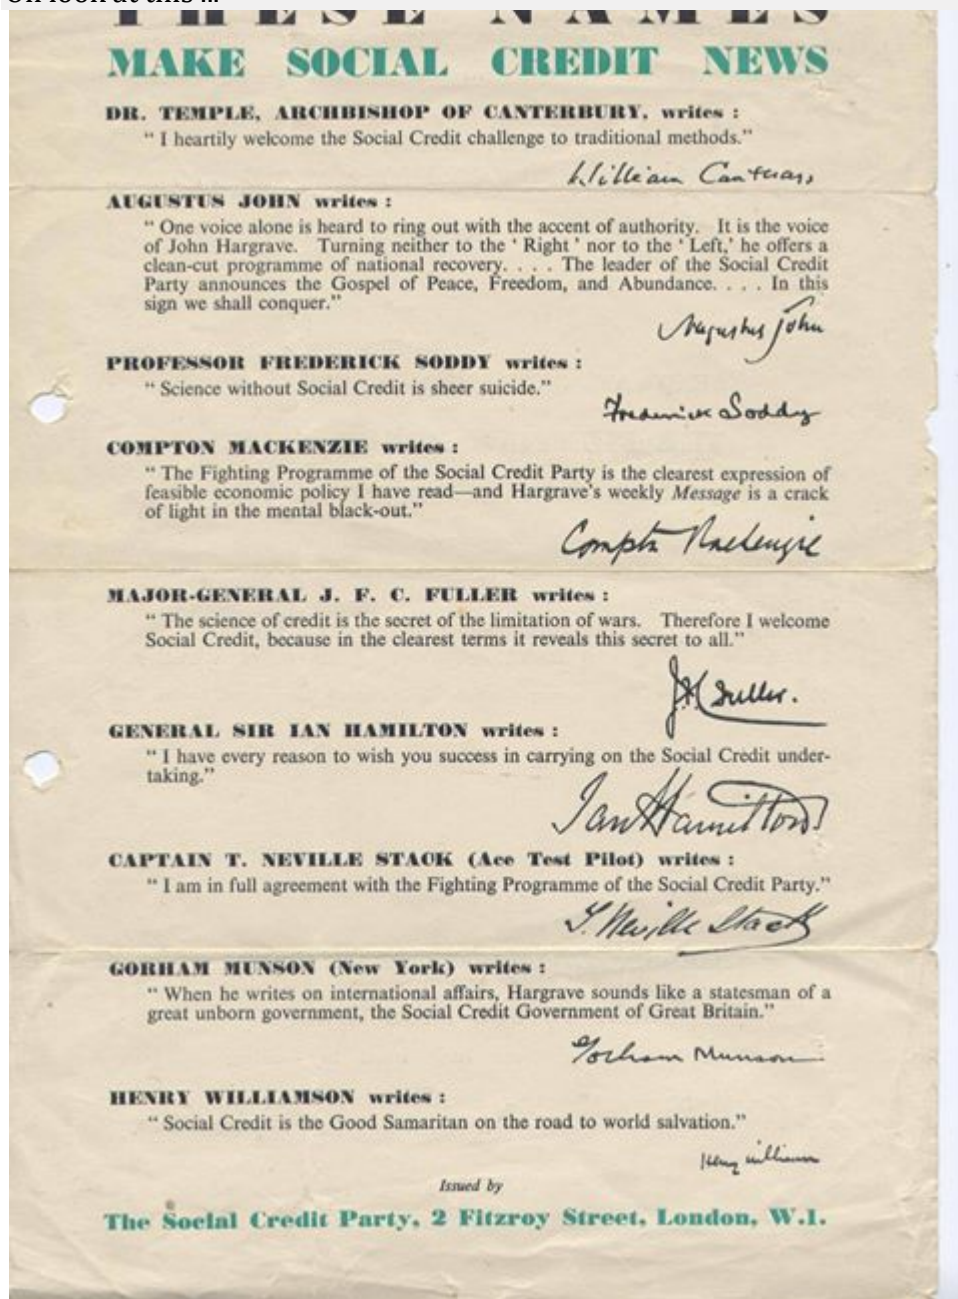 Oh look at this ...
THESE NAMES
MAKE SOCIAL CREDIT NEWS
DR. TEMPLE, ARCHBISHOP OF CANTERBURY, writes :
“ I heartily welcome the Social Credit challenge to traditional methods.”
William Cantuar,
AUGUSTUS JOHN writes :
“ One voice alone is heard to ring out with the accent of authority. It is the voice
of John Hargrave. Turning neither to the ‘ Right ’ nor to the ‘ Left,’ he offers a
clean-cut programme of national recovery. . . . The leader of the Social Credit
Party announces the Gospel of Peace, Freedom, and Abundance. . . . In this
sign we shall conquer.”
Augustus John
PROFESSOR FREDERICK SODDY writes :
“ Science without Social Credit is sheer suicide.”
Frederick Soddy
COMPTON MACKENZIE writes :
“ The Fighting Programme of the Social Credit Party is the clearest expression of
feasible economic policy I have read—and Hargrave’s weekly Message is a crack
of light in the mental black-out.”
Compton Mackenzie
MAJOR-GENERAL J. F. C. FULLER writes :
“ The science of credit is the secret of the limitation of wars. Therefore I welcome
Social Credit, because in the clearest terms it reveals this secret to all.”
JFC Fuller.
GENERAL SIR IAN HAMILTON writes :
“ I have every reason to wish you success in carrying on the Social Credit under-
taking.”
Ian Hamilton
CAPTAIN T. NEVILLE STACK (Ace Test Pilot) writes :
“ I am in full agreement with the Fighting Programme of the Social Credit Party.”
T. Neville Stack
GORHAM MUNSON (New York) writes :
“ When he writes on international affairs, Hargrave sounds like a statesman of a
great unborn government, the Social Credit Government of Great Britain.”
Gorham Munson
HENRY WILLIAMSON writes :
“ Social Credit is the Good Samaritan on the road to world salvation.”
Henry Williamson
Issued by
The Social Credit Party, 2 Fitzroy Street, London, W.1.